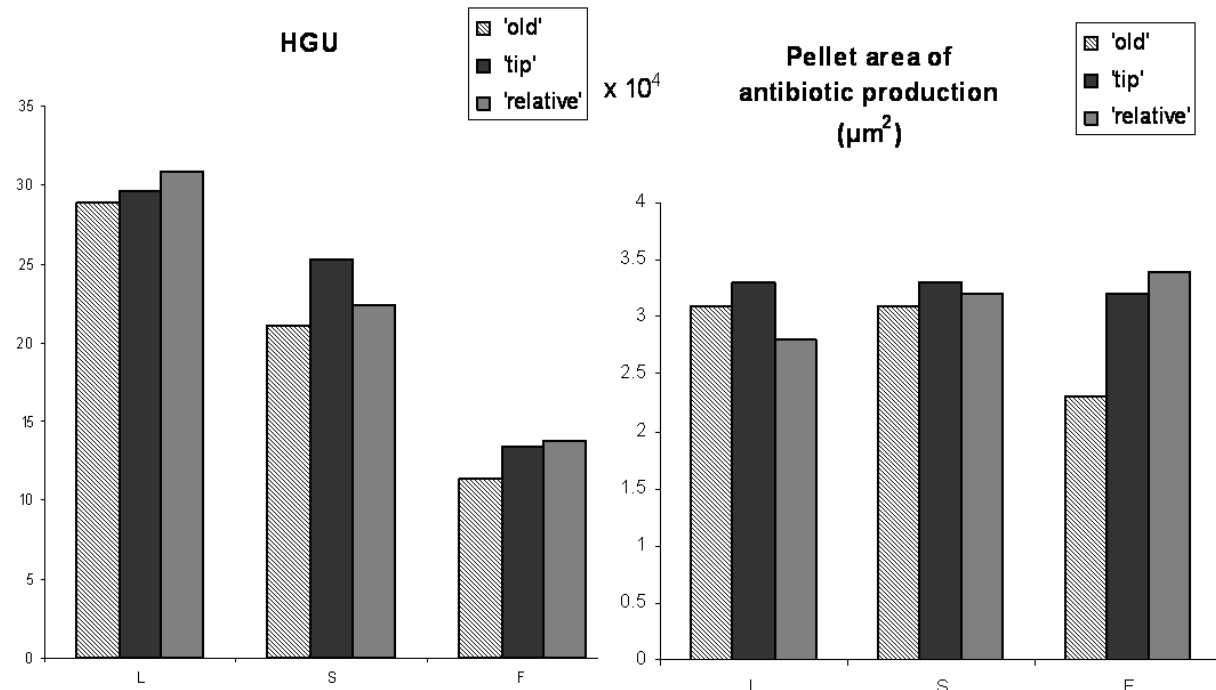 HGU
'old'
'tip'
'relative'
35
30
25
20
15
10
5
0
L
S
F
x 10⁴
Pellet area of
antibiotic production
(µm²)
'old'
'tip'
'relative'
4
3.5
3
2.5
2
1.5
1
0.5
0
L
S
F